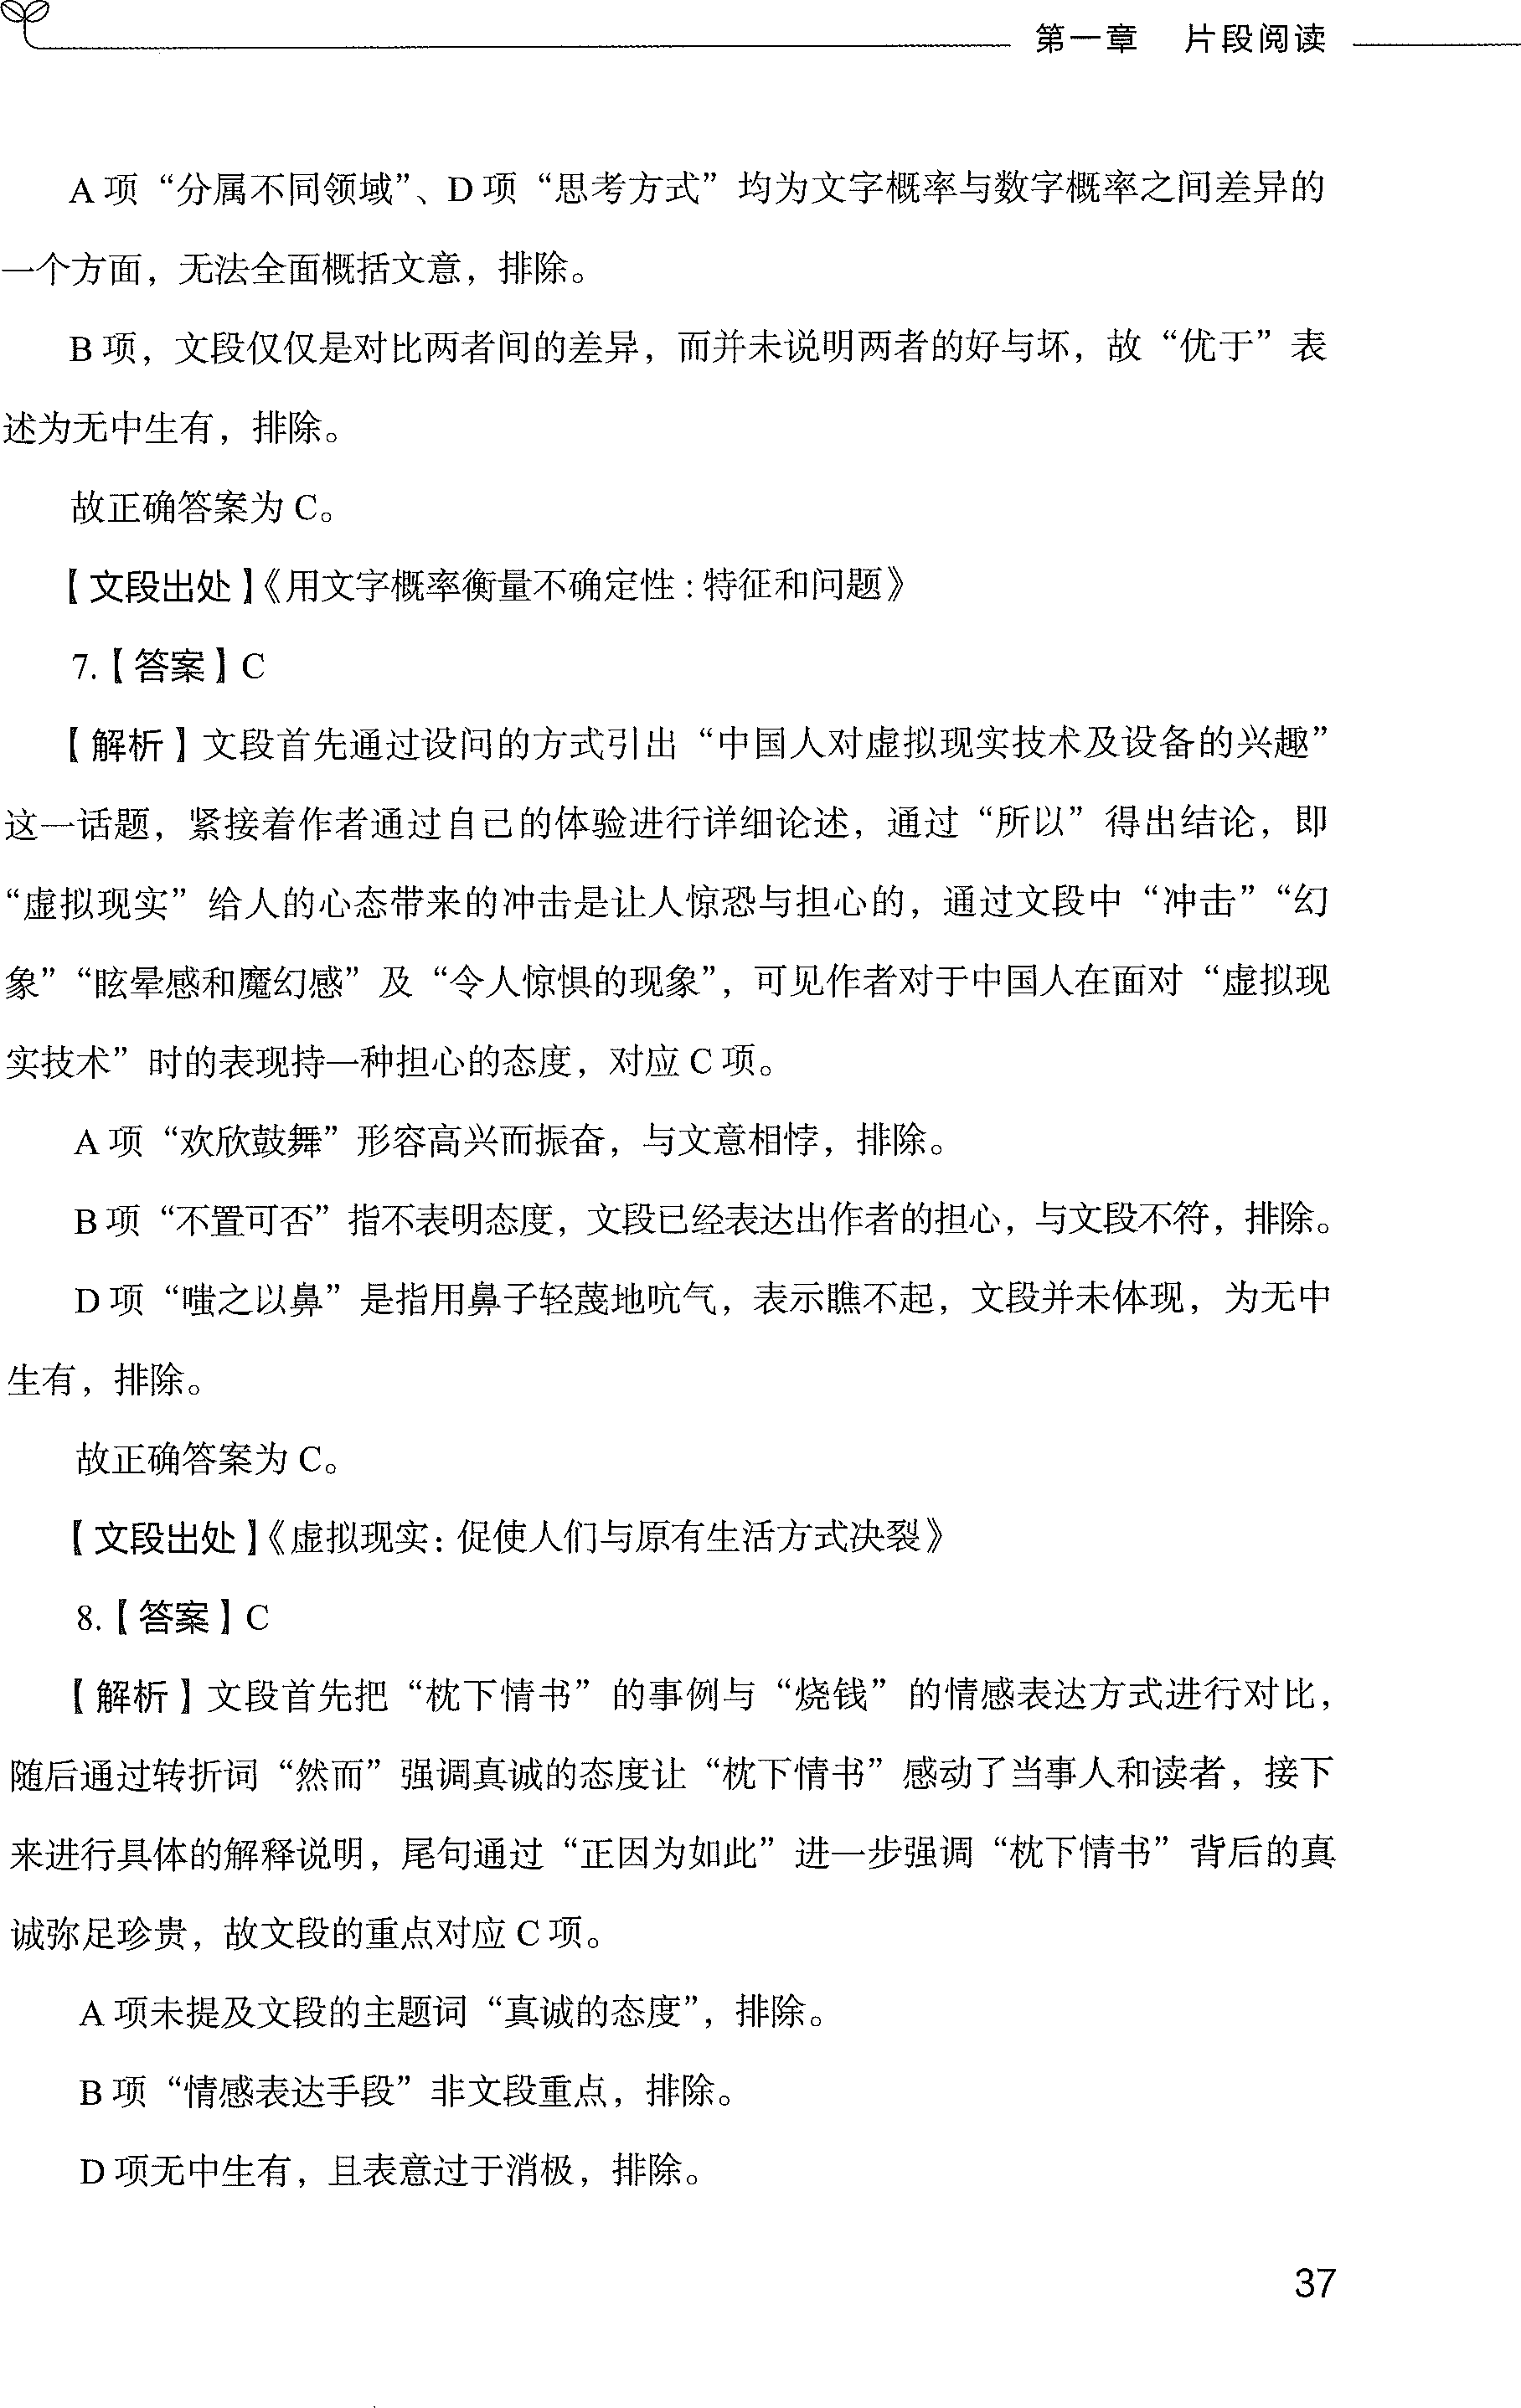 第一章 片段阅读
A 项“分属不同领域”、D 项“思考方式”均为文字概率与数字概率之间差异的
一个方面，无法全面概括文意，排除。
B 项，文段仅仅是对比两者间的差异，而并未说明两者的好与坏，故“优于”表
述为无中生有，排除。
故正确答案为 C。
【文段出处】《用文字概率衡量不确定性：特征和问题》
7.【答案】C
【解析】文段首先通过设问的方式引出“中国人对虚拟现实技术及设备的兴趣”
这一话题，紧接着作者通过自己的体验进行详细论述，通过“所以”得出结论，即
“虚拟现实”给人的心态带来的冲击是让人惊恐与担心的，通过文段中“冲击”“幻
象”“眩晕感和魔幻感”及“令人惊惧的现象”，可见作者对于中国人在面对“虚拟现
实技术”时的表现持一种担心的态度，对应 C 项。
A 项“欢欣鼓舞”形容高兴而振奋，与文意相悖，排除。
B 项“不置可否”指不表明态度，文段已经表达出作者的担心，与文段不符，排除。
D 项“嗤之以鼻”是指用鼻子轻蔑地吭气，表示瞧不起，文段并未体现，为无中
生有，排除。
故正确答案为 C。
【文段出处】《虚拟现实：促使人们与原有生活方式决裂》
8.【答案】C
【解析】文段首先把“枕下情书”的事例与“烧钱”的情感表达方式进行对比，
随后通过转折词“然而”强调真诚的态度让“枕下情书”感动了当事人和读者，接下
来进行具体的解释说明，尾句通过“正因为如此”进一步强调“枕下情书”背后的真
诚弥足珍贵，故文段的重点对应 C 项。
A 项未提及文段的主题词“真诚的态度”，排除。
B 项“情感表达手段”非文段重点，排除。
D 项无中生有，且表意过于消极，排除。
37